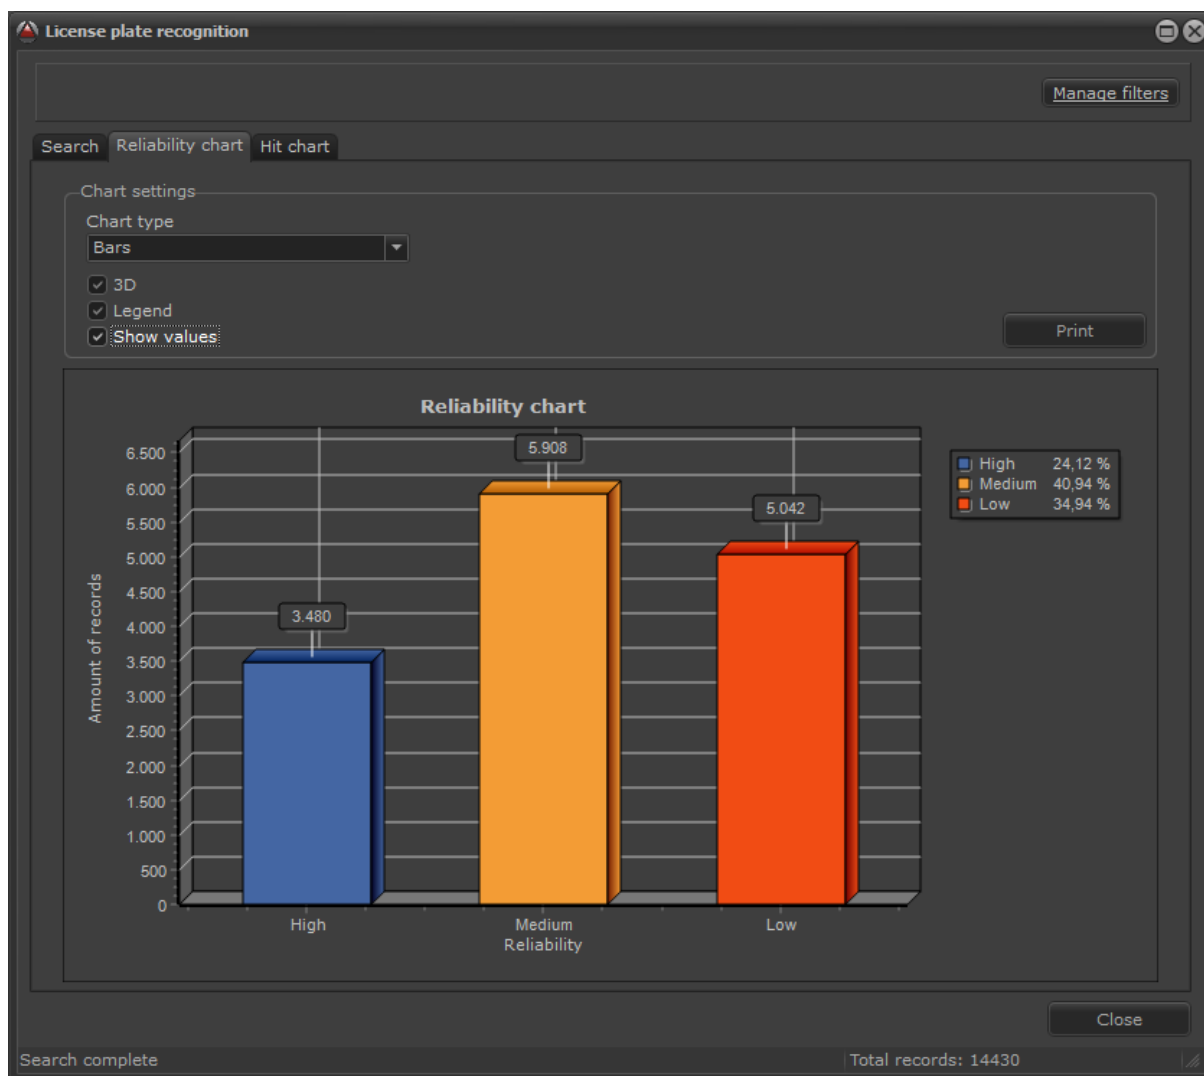 License plate recognition
Manage filters
Search Reliability chart Hit chart
Chart settings
Chart type
Bars
3D
Legend
Show values
Print
Reliability chart
6.500
6.000
5.500
5.000
4.500
4.000
3.500
3.000
2.500
2.000
1.500
1.000
500
0
Amount of records
3.480
5.908
5.042
High Medium Low
Reliability
High 24,12 %
Medium 40,94 %
Low 34,94 %
Close
Search complete Total records: 14430